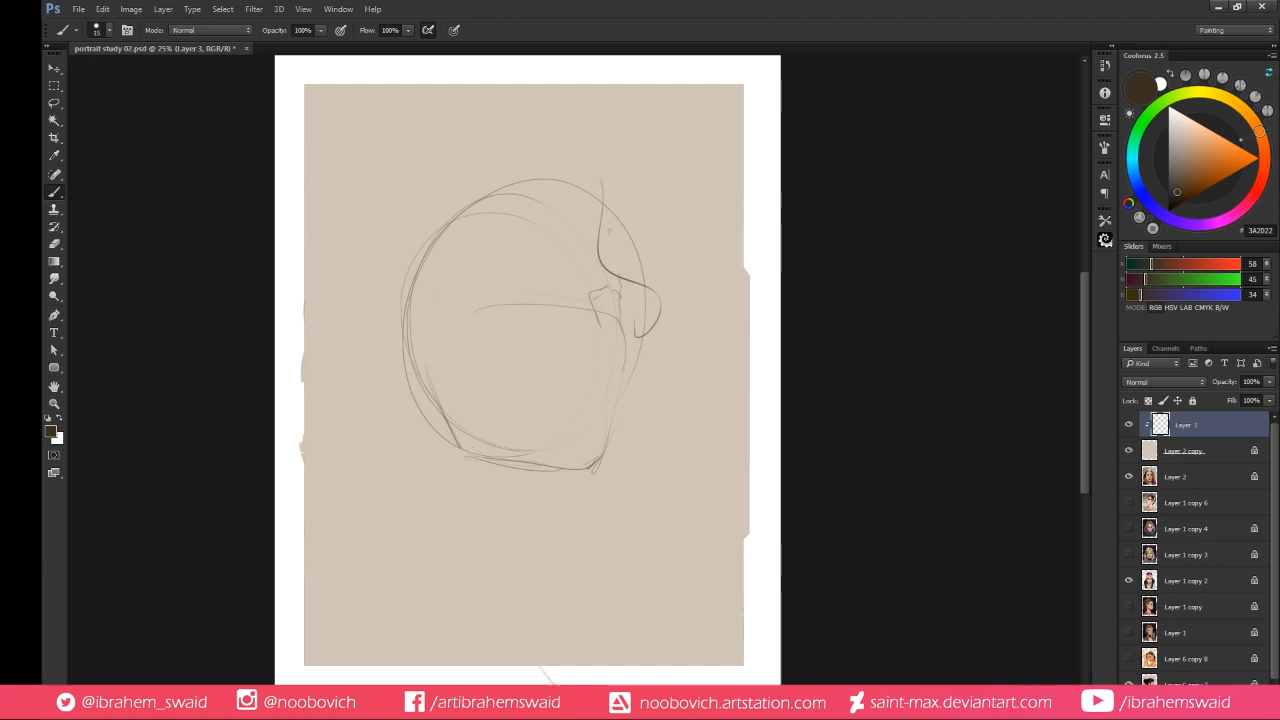 Ps File Edit Image Layer Type Select Filter 3D View Window Help
15 Mode: Normal Opacity: 100% Flow: 100% Painting
portrait study 02.psd @ 25% (Layer 3, RGB/8) *
Coolorus 2.5
# 3A2D22
Sliders Mixers
R 58
G 45
B 34
MODE: RGB HSV LAB CMYK B/W
Layers Channels Paths
Kind
Normal Opacity: 100%
Lock: Fill: 100%
Layer 3
Layer 2 copy
Layer 2
Layer 1 copy 6
Layer 1 copy 4
Layer 1 copy 3
Layer 1 copy 2
Layer 1 copy
Layer 1
Layer 6 copy 8
@ibrahem_swaid @noobovich /artibrahemswaid noobovich.artstation.com saint-max.deviantart.com /ibrahemswaid